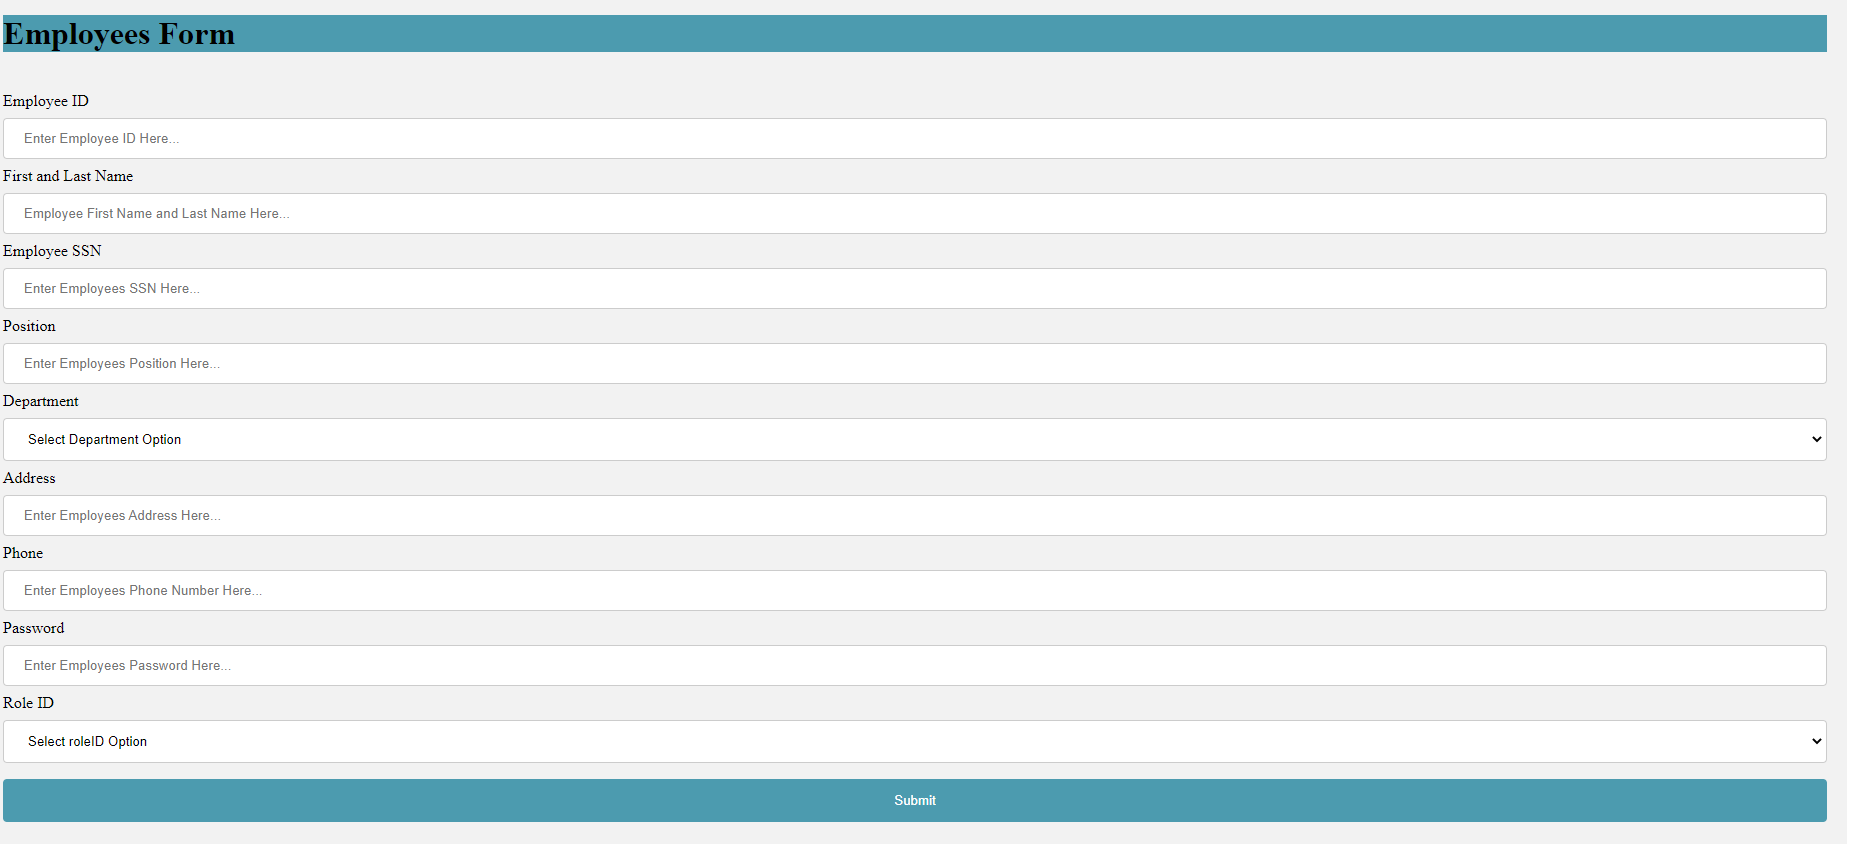 Employees Form
Employee ID
Enter Employee ID Here...
First and Last Name
Employee First Name and Last Name Here...
Employee SSN
Enter Employees SSN Here...
Position
Enter Employees Position Here...
Department
Select Department Option
Address
Enter Employees Address Here...
Phone
Enter Employees Phone Number Here...
Password
Enter Employees Password Here...
Role ID
Select roleID Option
Submit